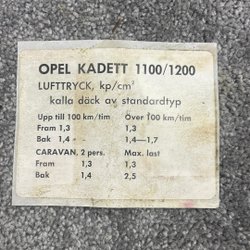 OPEL KADETT 1100/1200
LUFTTRYCK, kp/cm²
kalla däck av standardtyp
Upp till 100 km/tim Över 100 km/tim
Fram 1,3 1,3
Bak 1,4 1,4—1,7
CARAVAN, 2 pers. Max. last
Fram 1,3 1,3
Bak 1,4 2,5